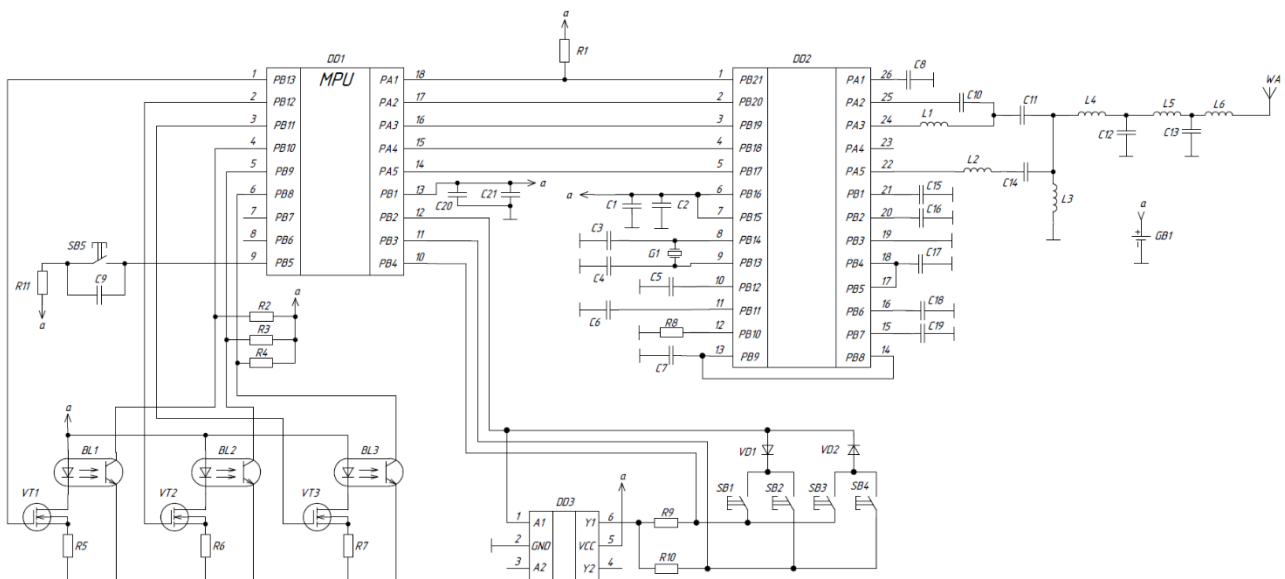 a
R1
DD1
DD2
MPU
1 PB13 PA1 18
2 PB12 PA2 17
3 PB11 PA3 16
4 PB10 PA4 15
5 PB9 PA5 14
6 PB8 PB1 13
7 PB7 PB2 12
8 PB6 PB3 11
9 PB5 PB4 10
1 PB21 PA1 26 C8
2 PB20 PA2 25 C10
3 PB19 PA3 24 L1
4 PB18 PA4 23
5 PB17 PA5 22 L2
6 PB16 PB1 21 C15
7 PB15 PB2 20 C16
8 PB14 PB3 19
9 PB13 PB4 18 C17
10 PB12 PB5 17
11 PB11 PB6 16 C18
12 PB10 PB7 15 C19
13 PB9 PB8 14
C11
L4
L5
L6
WA
C12
C13
C14
L3
a
+
GB1
C20
C21
a
a
C1
C2
C3
G1
C4
C5
C6
R8
C7
SB5
R11
C9
a
a
R2
R3
R4
a
BL1
BL2
BL3
VT1
VT2
VT3
R5
R6
R7
VD1
VD2
SB1
SB2
SB3
SB4
a
DD3
1 A1 Y1 6
2 GND VCC 5
3 A2 Y2 4
R9
R10